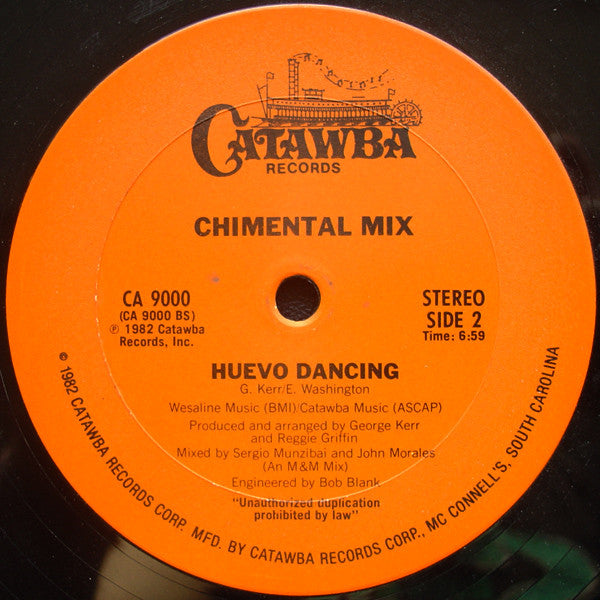 CATAWBA
RECORDS
CHIMENTAL MIX
CA 9000
(CA 9000 BS)
℗ 1982 Catawba
Records, Inc.
STEREO
SIDE 2
Time: 6:59
HUEVO DANCING
G. Kerr/E. Washington
Wesaline Music (BMI)/Catawba Music (ASCAP)
Produced and arranged by George Kerr
and Reggie Griffin
Mixed by Sergio Munzibai and John Morales
(An M&M Mix)
Engineered by Bob Blank
"Unauthorized duplication
prohibited by law"
© 1982 CATAWBA RECORDS CORP. MFD. BY CATAWBA RECORDS CORP., MC CONNELL'S, SOUTH CAROLINA